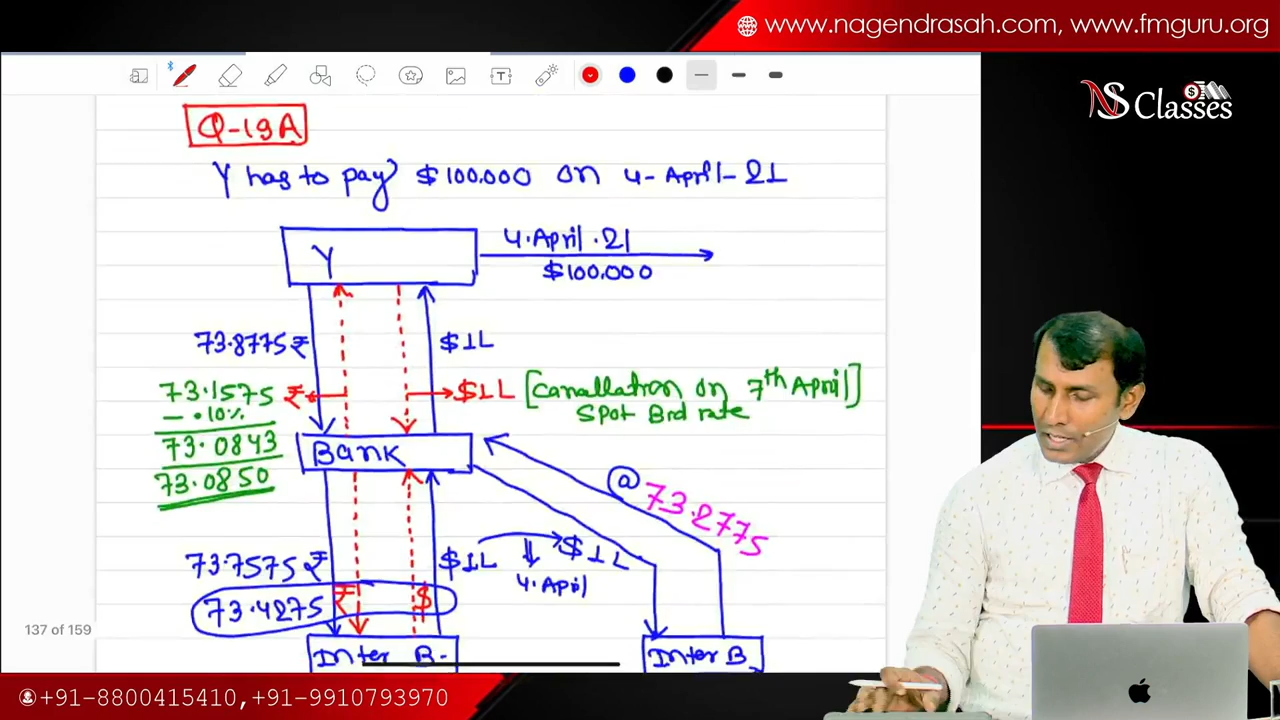 www.nagendrasah.com, www.fmguru.org
NS Classes
Q-19A
Y has to pay $100.000 on 4-April-21
Y
4.April.21
$100.000
73.8775₹
$1L
73.1575 ₹
$1L
[Canallation on 7th April]
Spot Bid rate
- .10%
73.0843
73.0850
Bank
@73.2775
73.7575₹
$1L
$1L
4.April
73.4275 ₹
$
137 of 159
Inter B.
Inter B
+91-8800415410,+91-9910793970